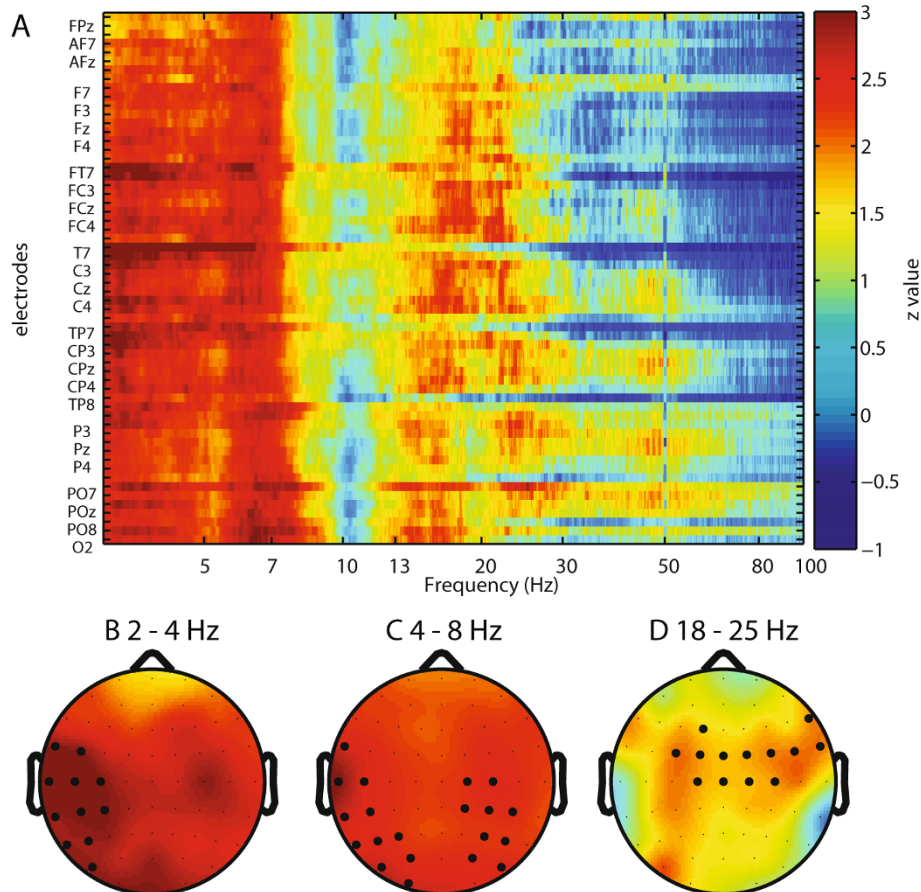 A
electrodes
FPz
AF7
AFz
F7
F3
Fz
F4
FT7
FC3
FCz
FC4
T7
C3
Cz
C4
TP7
CP3
CPz
CP4
TP8
P3
Pz
P4
PO7
POz
PO8
O2
5 7 10 13 20 30 50 80 100
Frequency (Hz)
3
2.5
2
1.5
1
0.5
0
−0.5
−1
z value
B 2 - 4 Hz
C 4 - 8 Hz
D 18 - 25 Hz